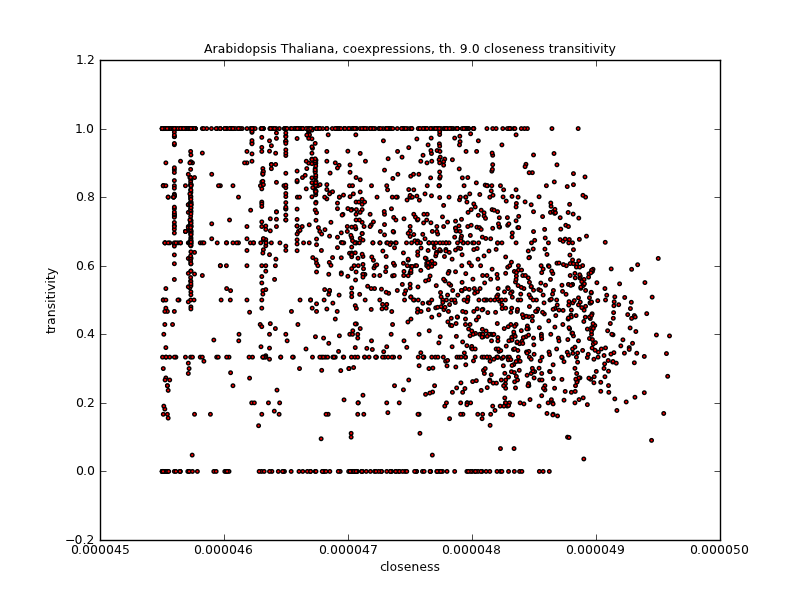 Arabidopsis Thaliana, coexpressions, th. 9.0 closeness transitivity
1.2
1.0
0.8
0.6
0.4
0.2
0.0
−0.2
transitivity
0.000045 0.000046 0.000047 0.000048 0.000049 0.000050
closeness